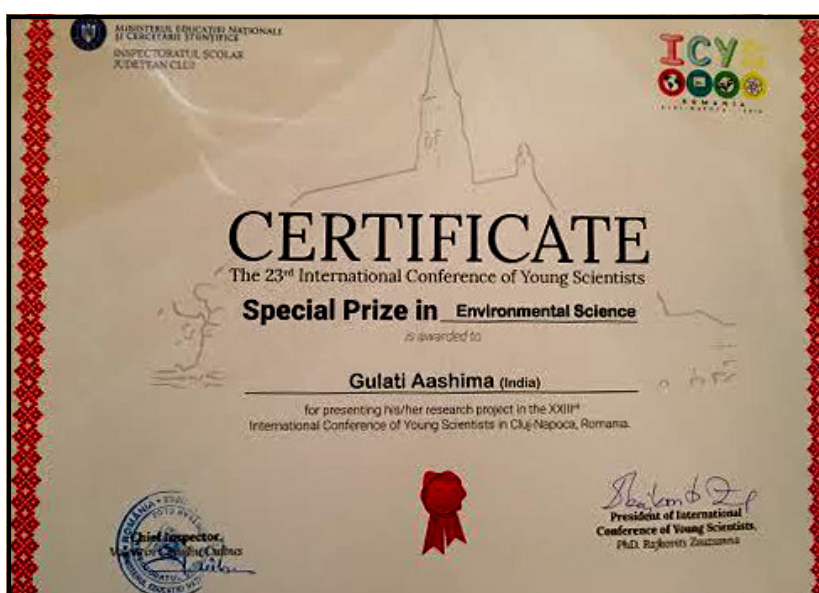 MINISTERUL EDUCAȚIEI NAȚIONALE
ȘI CERCETĂRII ȘTIINȚIFICE
INSPECTORATUL ȘCOLAR
JUDEȚEAN CLUJ
ICYS
ROMANIA
CERTIFICATE
The 23rd International Conference of Young Scientists
Special Prize in Environmental Science
is awarded to
Gulati Aashima (India)
for presenting his/her research project in the XXIIIrd
International Conference of Young Scientists in Cluj-Napoca, Romania.
ROMÂNIA
Chief Inspector,
President of International
Conference of Young Scientists,
PhD. Rajkovits Zsuzsanna